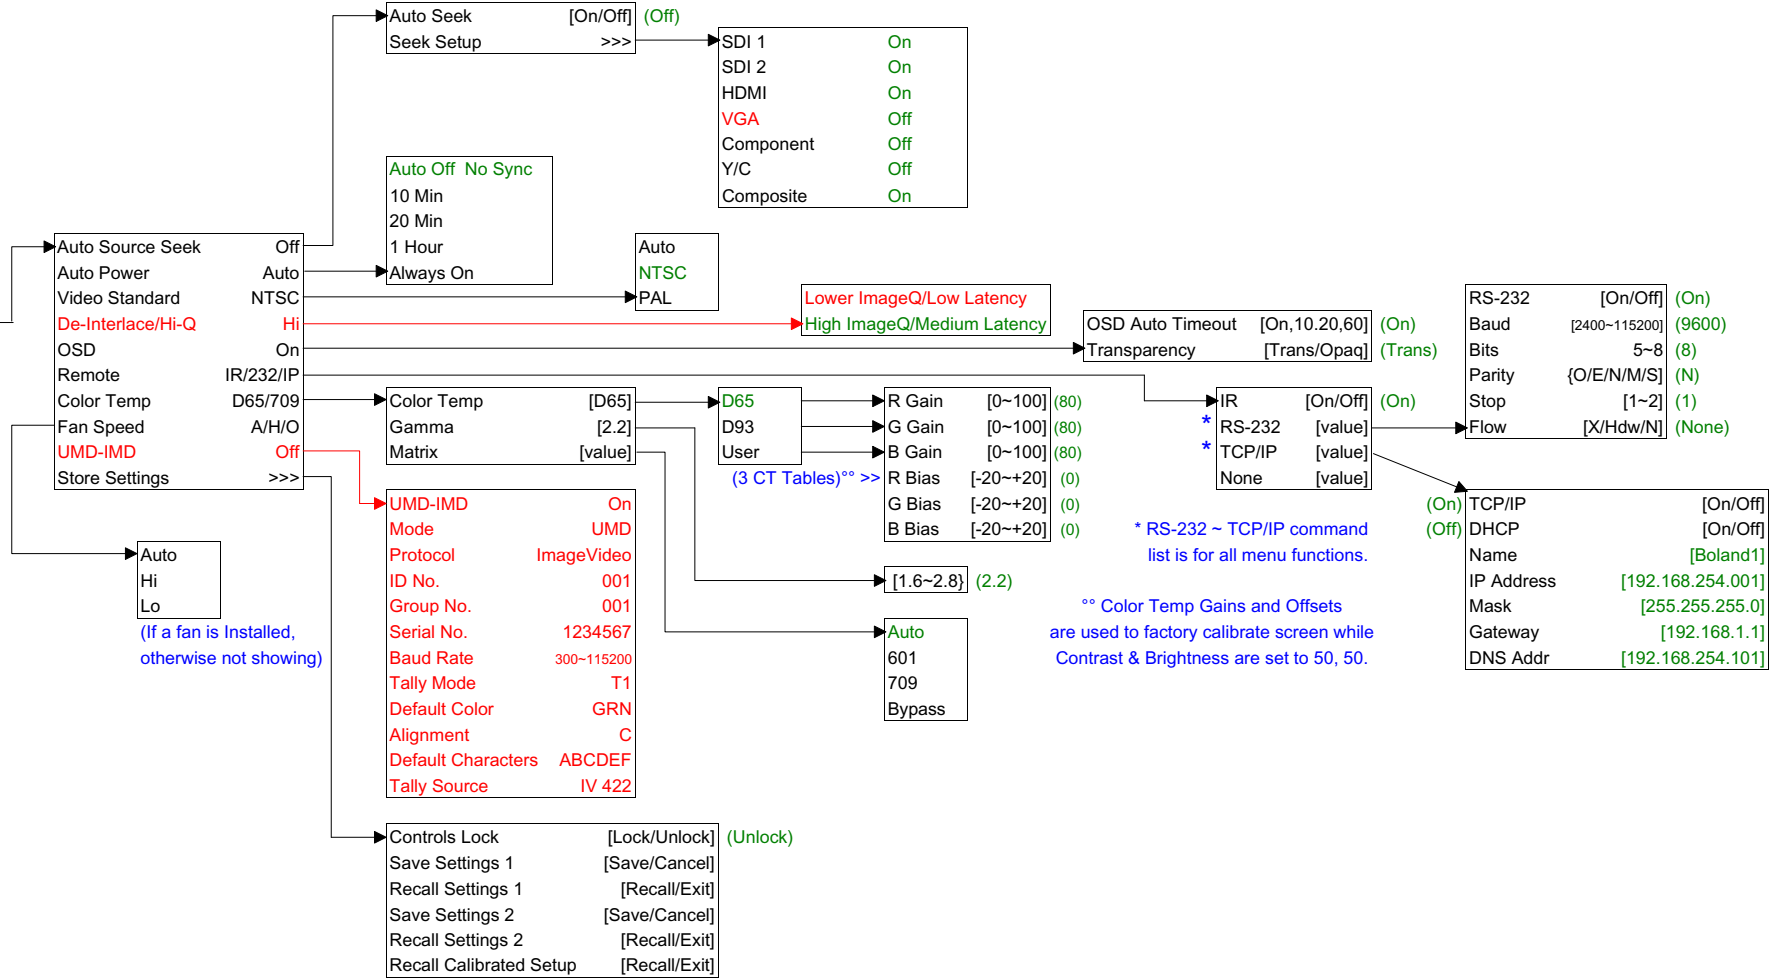 Auto Seek [On/Off] (Off)
Seek Setup >>>
SDI 1 On
SDI 2 On
HDMI On
VGA Off
Component Off
Y/C Off
Composite On
Auto Off No Sync
10 Min
20 Min
1 Hour
Always On
Auto Source Seek Off
Auto Power Auto
Video Standard NTSC
De-Interlace/Hi-Q Hi
OSD On
Remote IR/232/IP
Color Temp D65/709
Fan Speed A/H/O
UMD-IMD Off
Store Settings >>>
Auto
NTSC
PAL
Lower ImageQ/Low Latency
High ImageQ/Medium Latency
OSD Auto Timeout [On,10.20,60] (On)
Transparency [Trans/Opaq] (Trans)
RS-232 [On/Off] (On)
Baud [2400~115200] (9600)
Bits 5~8 (8)
Parity {O/E/N/M/S] (N)
Stop [1~2] (1)
Flow [X/Hdw/N] (None)
Color Temp [D65]
Gamma [2.2]
Matrix [value]
D65
D93
User
(3 CT Tables)°° >>
R Gain [0~100] (80)
G Gain [0~100] (80)
B Gain [0~100] (80)
R Bias [-20~+20] (0)
G Bias [-20~+20] (0)
B Bias [-20~+20] (0)
IR [On/Off] (On)
* RS-232 [value]
* TCP/IP [value]
None [value]
* RS-232 ~ TCP/IP command
list is for all menu functions.
(On) TCP/IP [On/Off]
(Off) DHCP [On/Off]
Name [Boland1]
IP Address [192.168.254.001]
Mask [255.255.255.0]
Gateway [192.168.1.1]
DNS Addr [192.168.254.101]
Auto
Hi
Lo
(If a fan is Installed,
otherwise not showing)
UMD-IMD On
Mode UMD
Protocol ImageVideo
ID No. 001
Group No. 001
Serial No. 1234567
Baud Rate 300~115200
Tally Mode T1
Default Color GRN
Alignment C
Default Characters ABCDEF
Tally Source IV 422
[1.6~2.8} (2.2)
°° Color Temp Gains and Offsets
are used to factory calibrate screen while
Contrast & Brightness are set to 50, 50.
Auto
601
709
Bypass
Controls Lock [Lock/Unlock] (Unlock)
Save Settings 1 [Save/Cancel]
Recall Settings 1 [Recall/Exit]
Save Settings 2 [Save/Cancel]
Recall Settings 2 [Recall/Exit]
Recall Calibrated Setup [Recall/Exit]